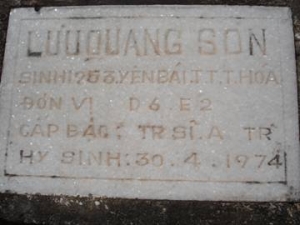 LƯU QUANG SƠN
SINH 1953.YÊN BÁI.T.T.HÓA
ĐƠN VỊ D6.E2
CẤP BẬC: TR SĨ.A TR
HY SINH: 30.4.1974